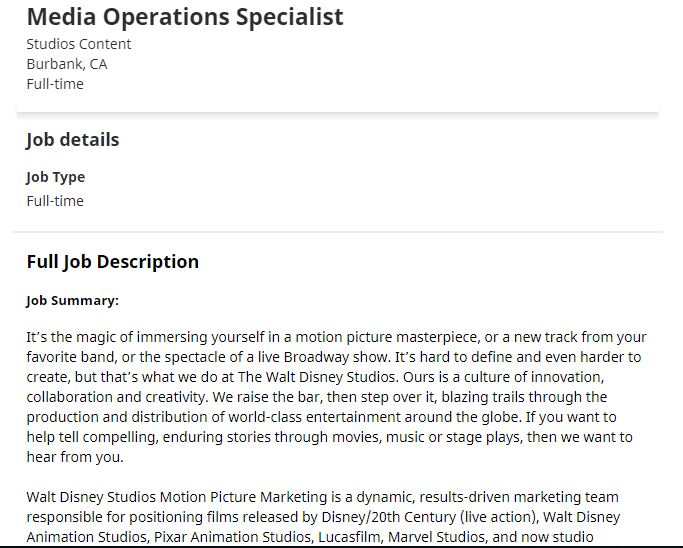 Media Operations Specialist
Studios Content
Burbank, CA
Full-time
Job details
Job Type
Full-time
Full Job Description
Job Summary:
It’s the magic of immersing yourself in a motion picture masterpiece, or a new track from your
favorite band, or the spectacle of a live Broadway show. It’s hard to define and even harder to
create, but that’s what we do at The Walt Disney Studios. Ours is a culture of innovation,
collaboration and creativity. We raise the bar, then step over it, blazing trails through the
production and distribution of world-class entertainment around the globe. If you want to
help tell compelling, enduring stories through movies, music or stage plays, then we want to
hear from you.
Walt Disney Studios Motion Picture Marketing is a dynamic, results-driven marketing team
responsible for positioning films released by Disney/20th Century (live action), Walt Disney
Animation Studios, Pixar Animation Studios, Lucasfilm, Marvel Studios, and now studio